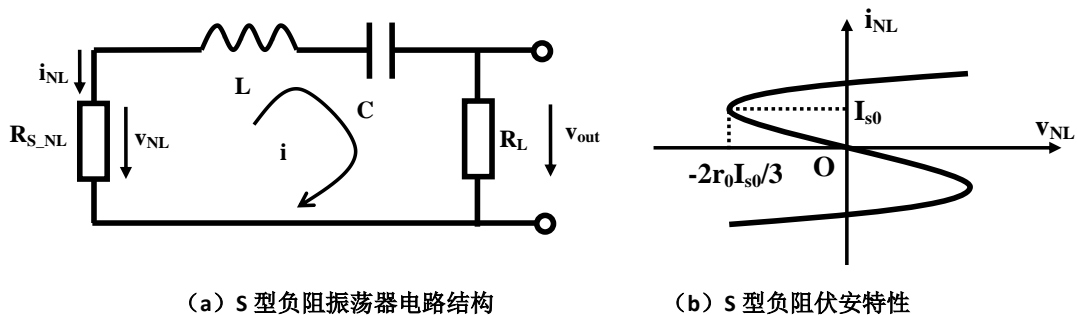 i_NL
R_S_NL
v_NL
L
C
i
R_L
v_out
(a) S 型负阻振荡器电路结构
i_NL
I_s0
v_NL
-2r_0I_s0/3
O
(b) S 型负阻伏安特性